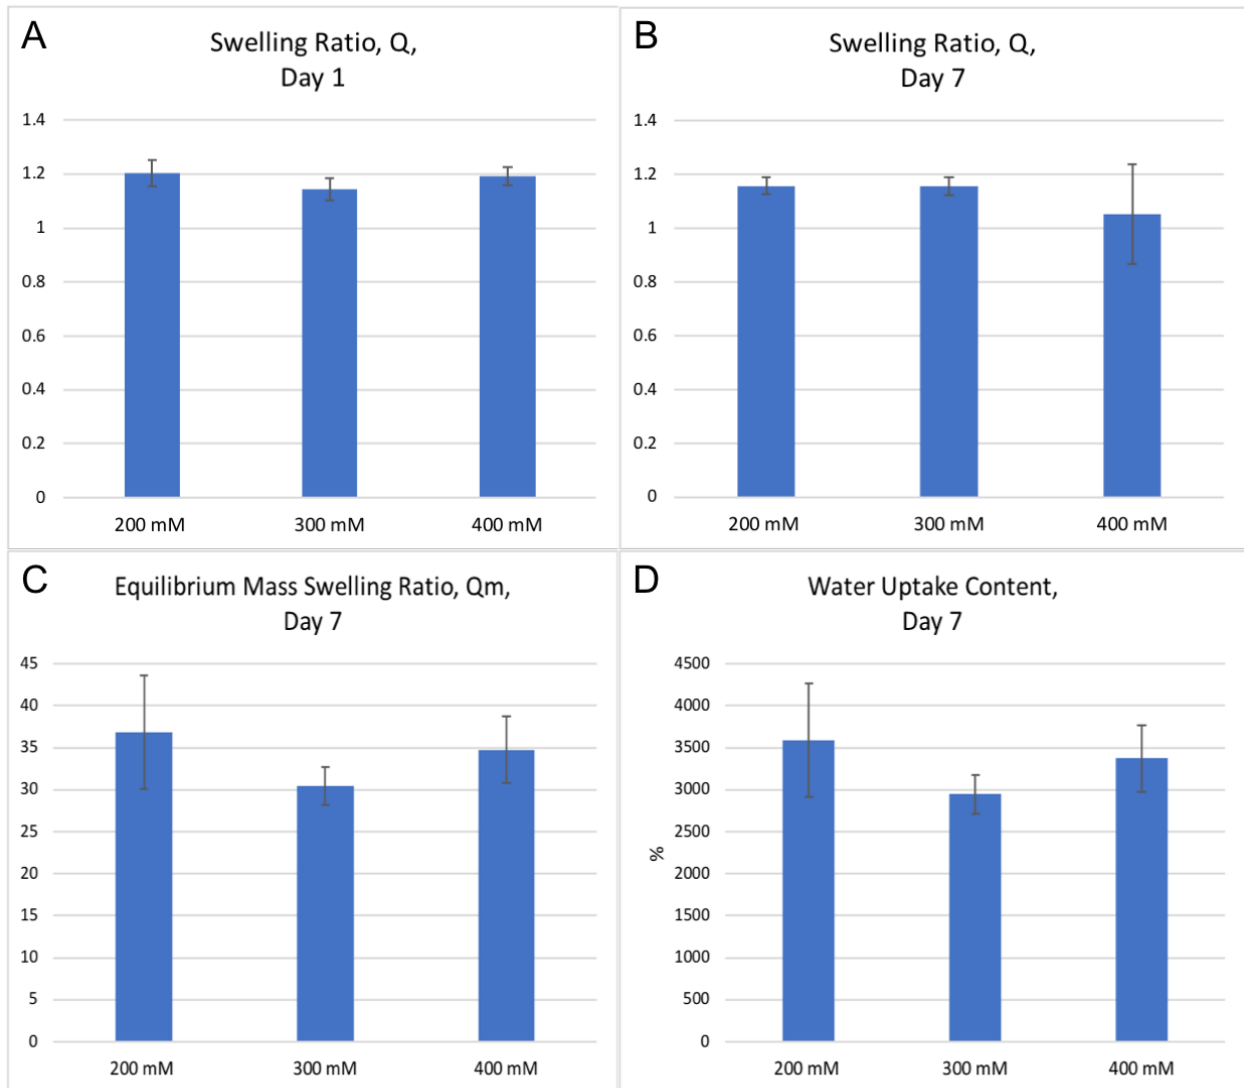 A
Swelling Ratio, Q,
Day 1
1.4
1.2
1
0.8
0.6
0.4
0.2
0
200 mM 300 mM 400 mM
B
Swelling Ratio, Q,
Day 7
1.4
1.2
1
0.8
0.6
0.4
0.2
0
200 mM 300 mM 400 mM
C
Equilibrium Mass Swelling Ratio, Qm,
Day 7
45
40
35
30
25
20
15
10
5
0
200 mM 300 mM 400 mM
D
Water Uptake Content,
Day 7
%
4500
4000
3500
3000
2500
2000
1500
1000
500
0
200 mM 300 mM 400 mM